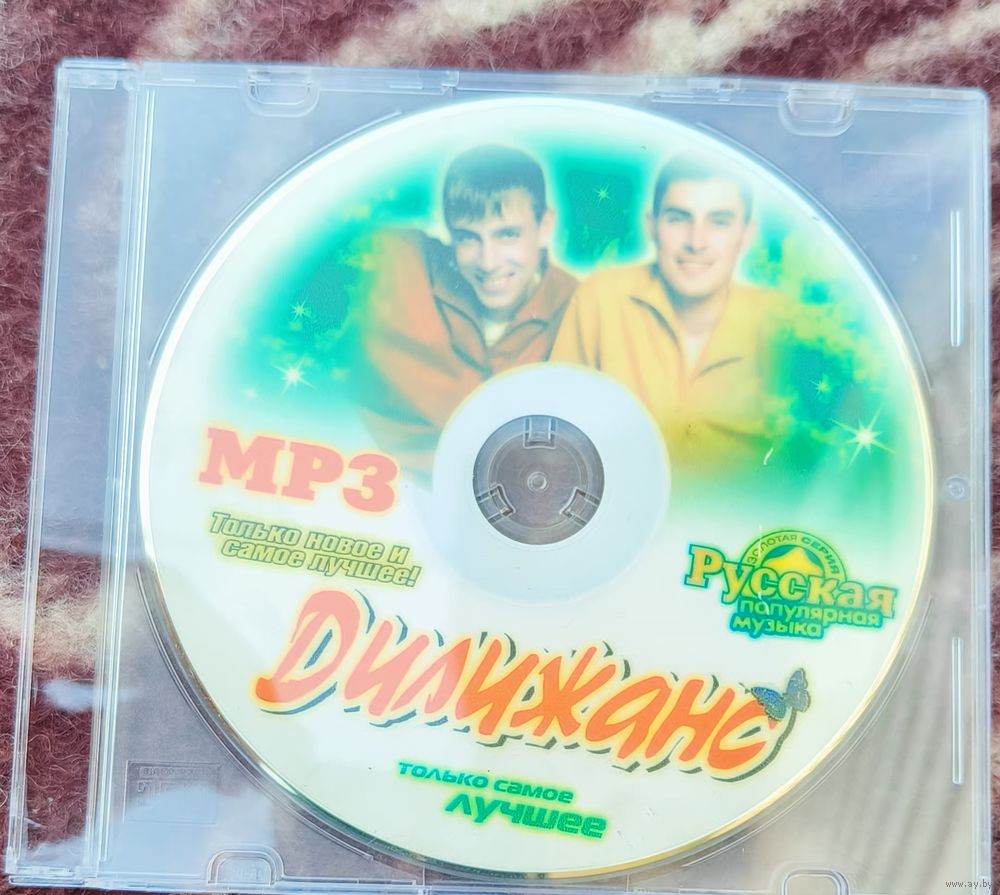 MP3
Только новое и
самое лучшее!
ЗОЛОТАЯ СЕРИЯ
Русская
популярная
музыка
Дилижанс
только самое
лучшее
www.ay.by